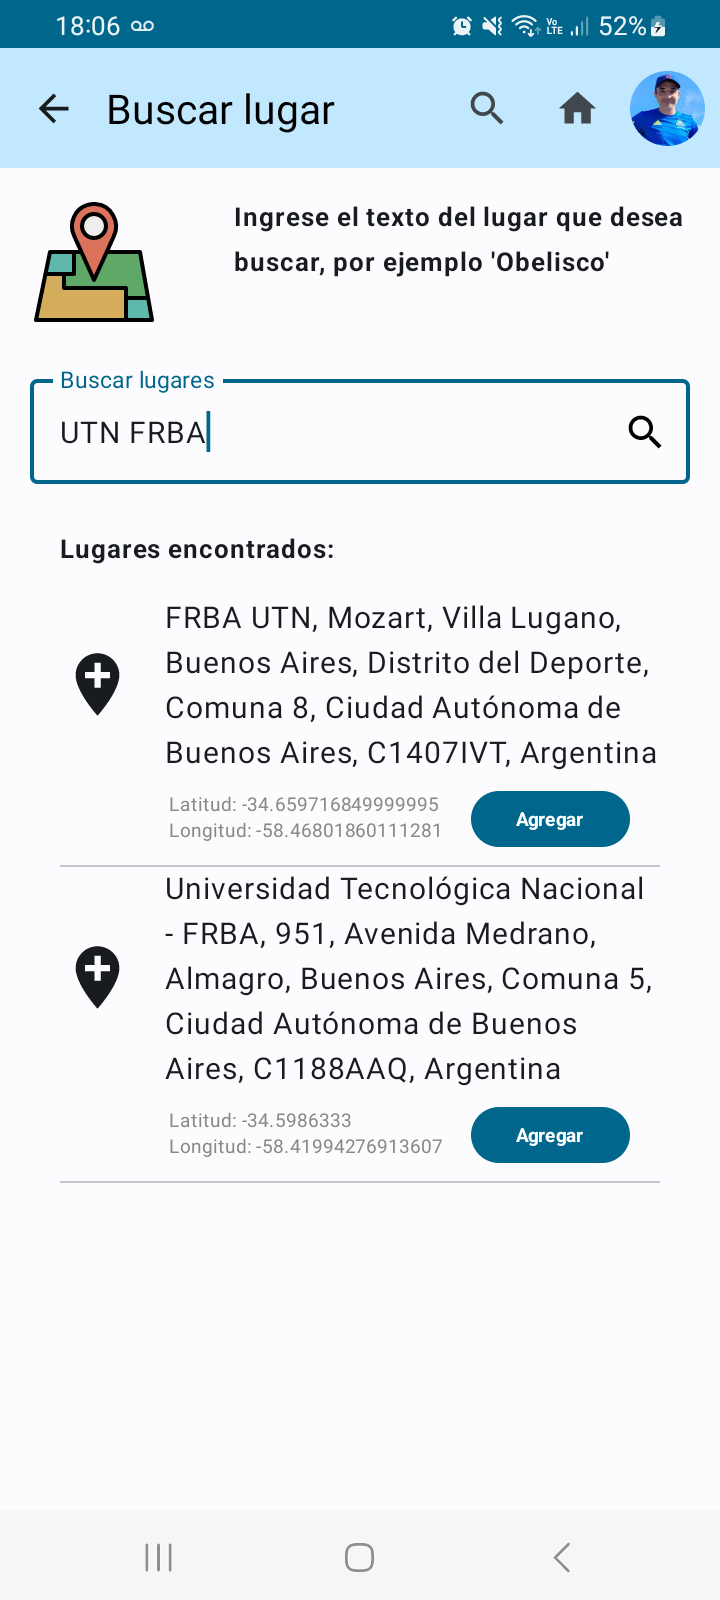 18:06
Vo
LTE
52%
Buscar lugar
Ingrese el texto del lugar que desea
buscar, por ejemplo 'Obelisco'
Buscar lugares
UTN FRBA
Lugares encontrados:
FRBA UTN, Mozart, Villa Lugano,
Buenos Aires, Distrito del Deporte,
Comuna 8, Ciudad Autónoma de
Buenos Aires, C1407IVT, Argentina
Latitud: -34.659716849999995
Longitud: -58.46801860111281
Agregar
Universidad Tecnológica Nacional
- FRBA, 951, Avenida Medrano,
Almagro, Buenos Aires, Comuna 5,
Ciudad Autónoma de Buenos
Aires, C1188AAQ, Argentina
Latitud: -34.5986333
Longitud: -58.41994276913607
Agregar